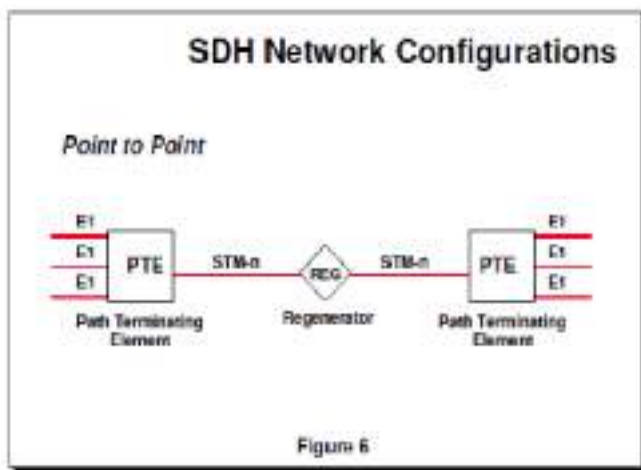 SDH Network Configurations
Point to Point
E1
E1
E1
PTE
Path Terminating
Element
STM-n
REG
Regenerator
STM-n
PTE
Path Terminating
Element
E1
E1
E1
Figure 6